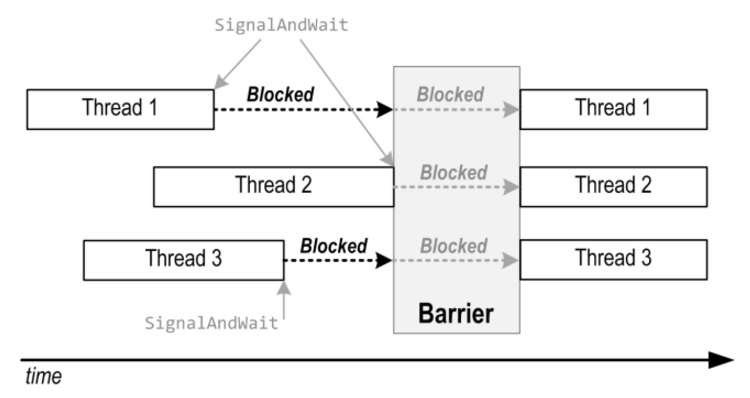 SignalAndWait
Thread 1
Blocked
Blocked
Thread 1
Thread 2
Blocked
Thread 2
Thread 3
Blocked
Blocked
Thread 3
Barrier
SignalAndWait
time